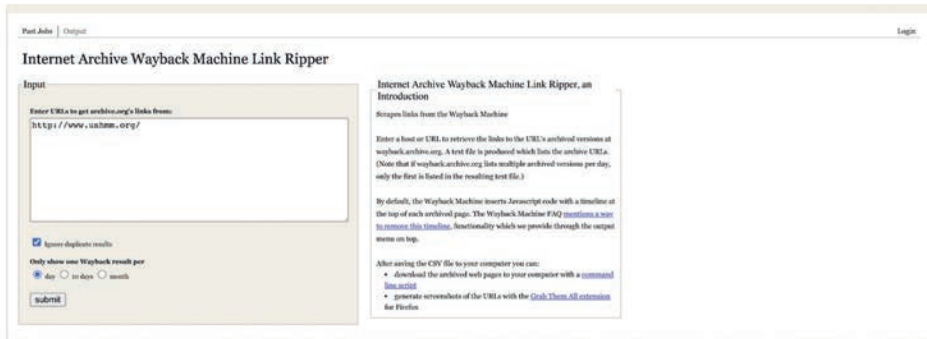 Past Jobs | Output
Login
Internet Archive Wayback Machine Link Ripper
Input
Enter URLs to get archive.org's links from:
http://www.ushmm.org/
Ignore duplicate results
Only show one Wayback result per
day 10 days month
submit
Internet Archive Wayback Machine Link Ripper, an
Introduction
Scrapes links from the Wayback Machine
Enter a host or URL to retrieve the links to the URL's archived versions at
wayback.archive.org. A text file is produced which lists the archive URLs.
(Note that if wayback.archive.org lists multiple archived versions per day,
only the first is listed in the resulting text file.)
By default, the Wayback Machine inserts Javascript code with a timeline at
the top of each archived page. The Wayback Machine FAQ mentions a way
to remove this timeline, functionality which we provide through the output
menu on top.
After saving the CSV file to your computer you can:
• download the archived web pages to your computer with a command
line script
• generate screenshots of the URLs with the Grab Them All extension
for Firefox